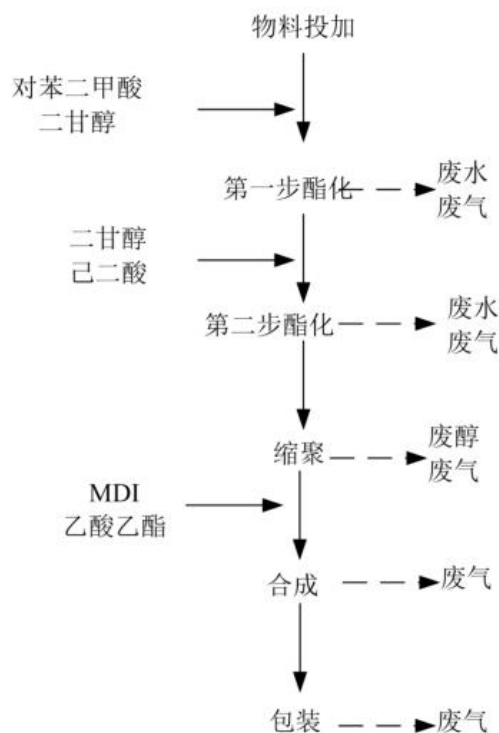 物料投加
对苯二甲酸
二甘醇
第一步酯化
废水
废气
二甘醇
己二酸
第二步酯化
废水
废气
缩聚
废醇
废气
MDI
乙酸乙酯
合成
废气
包装
废气